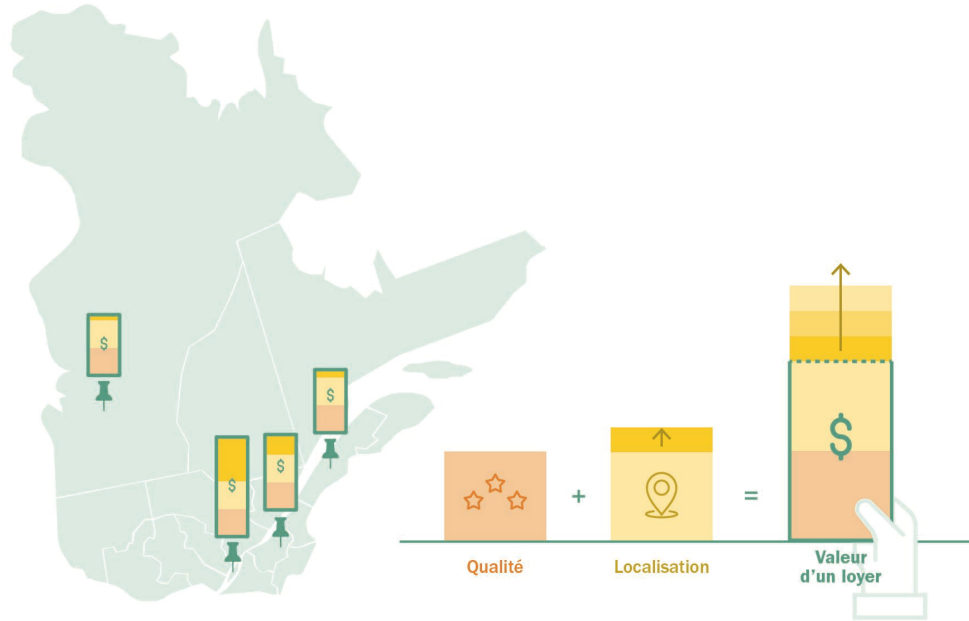 $
$
$
$
$
+
=
Qualité
Localisation
Valeur
d'un loyer